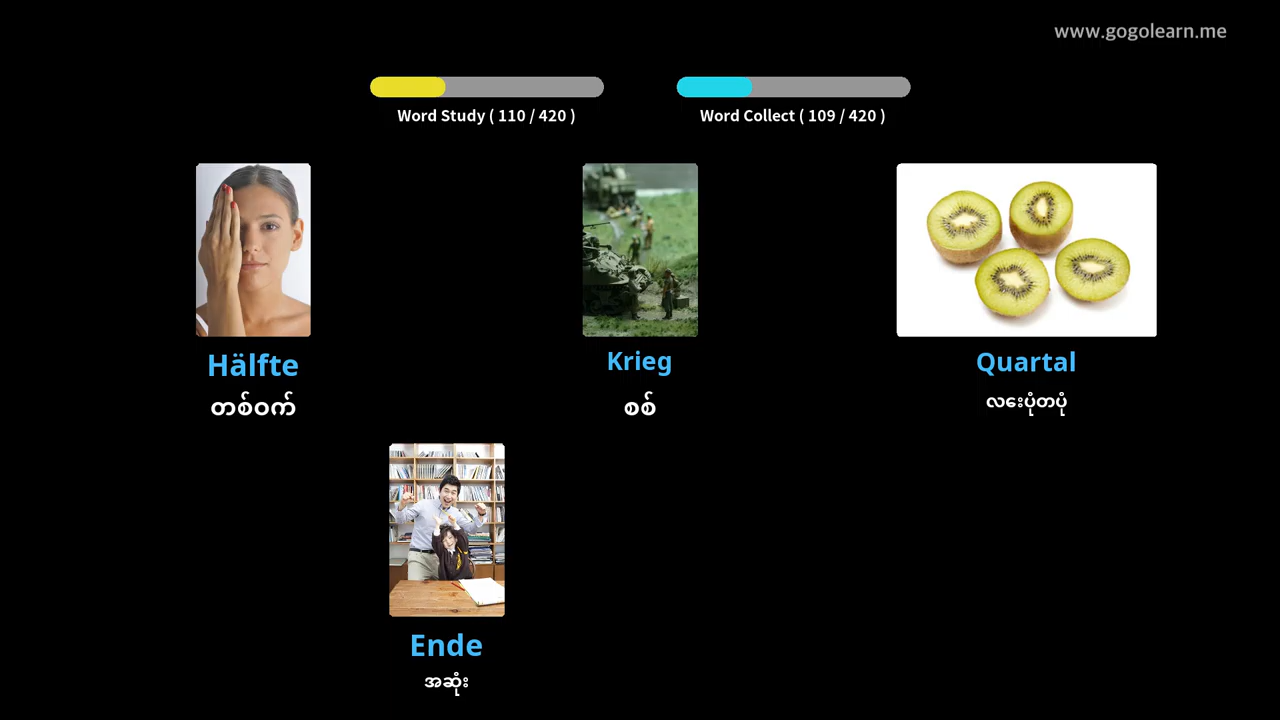 www.gogolearn.me
Word Study ( 110 / 420 )
Word Collect ( 109 / 420 )
Hälfte
တစ်ဝက်
Krieg
စစ်
Quartal
လေးပုံတပုံ
Ende
အဆုံး